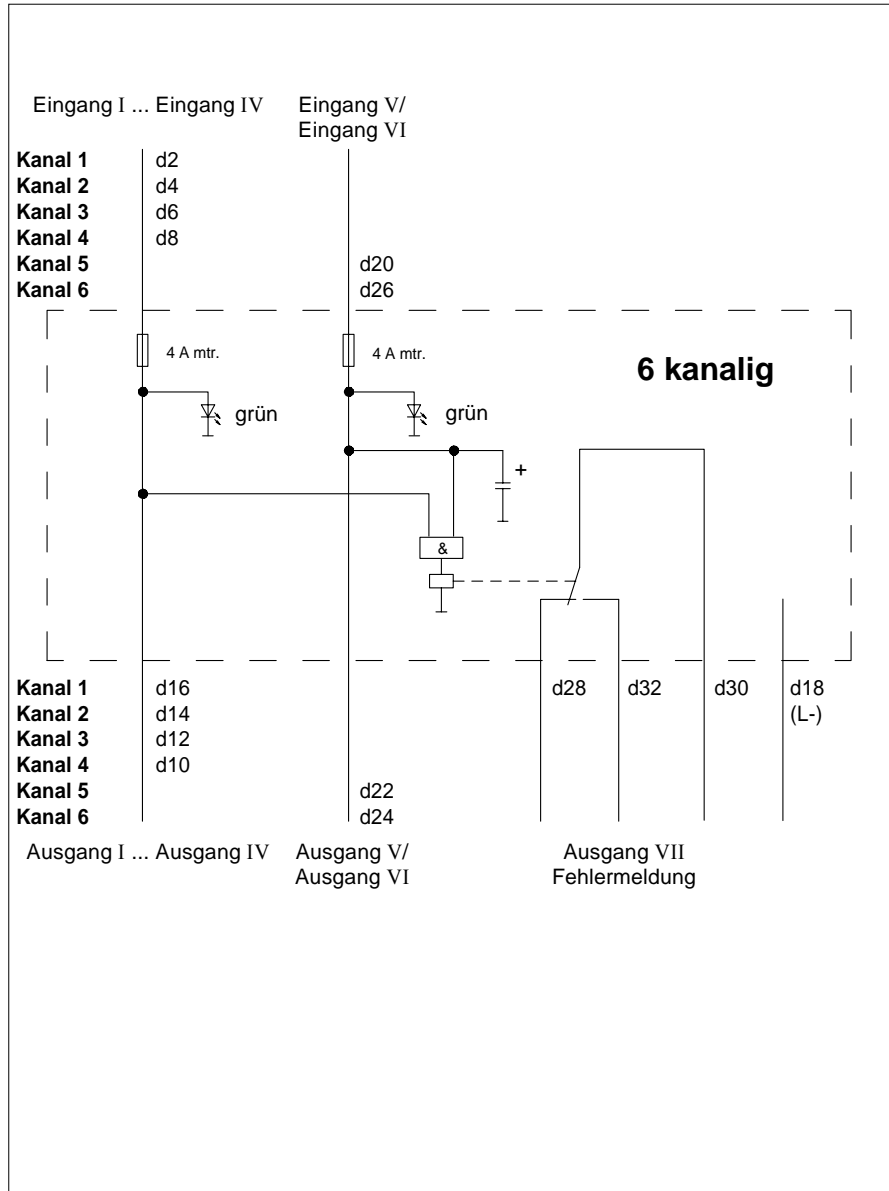 Eingang I ... Eingang IV
Eingang V/
Eingang VI
Kanal 1 d2
Kanal 2 d4
Kanal 3 d6
Kanal 4 d8
Kanal 5 d20
Kanal 6 d26
4 A mtr.
4 A mtr.
6 kanalig
grün
grün
+
&
Kanal 1 d16
Kanal 2 d14
Kanal 3 d12
Kanal 4 d10
Kanal 5 d22
Kanal 6 d24
d28
d32
d30
d18
(L-)
Ausgang I ... Ausgang IV
Ausgang V/
Ausgang VI
Ausgang VII
Fehlermeldung